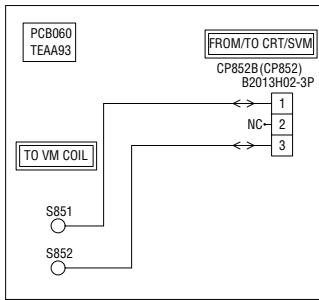 PCB060
TEAA93
FROM/TO CRT/SVM
CP852B(CP852)
B2013H02-3P
1
NC
2
3
TO VM COIL
S851
S852